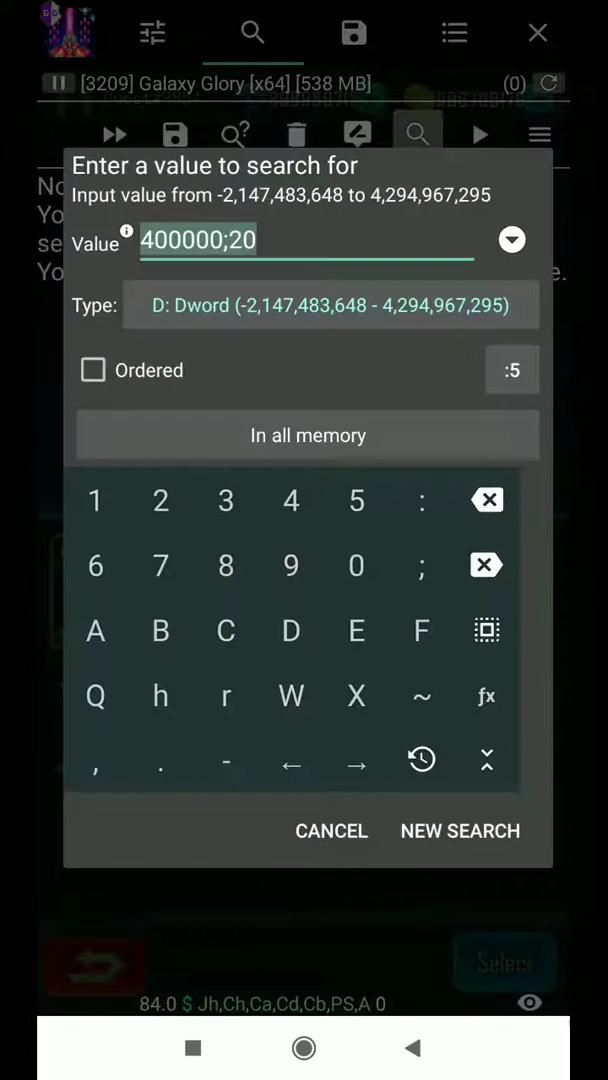 [3209] Galaxy Glory [x64] [538 MB] (0)
Enter a value to search for
Input value from -2,147,483,648 to 4,294,967,295
Value 400000;20
Type: D: Dword (-2,147,483,648 - 4,294,967,295)
Ordered :5
In all memory
1 2 3 4 5 :
6 7 8 9 0 ;
A B C D E F
Q h r W X ~ ƒx
, . - ← →
CANCEL NEW SEARCH
Select
84.0 $ Jh,Ch,Ca,Cd,Cb,PS,A 0